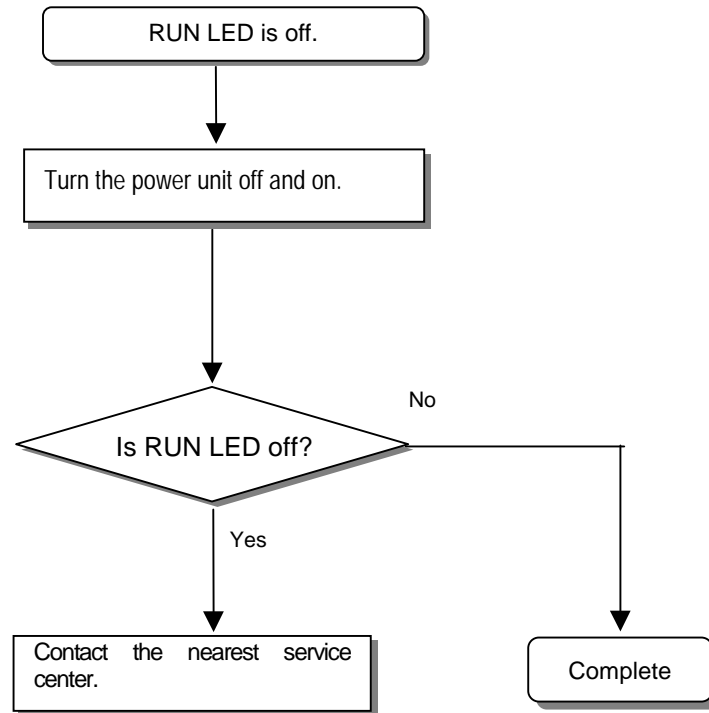 RUN LED is off.
Turn the power unit off and on.
No
Is RUN LED off?
Yes
Contact the nearest service
center.
Complete